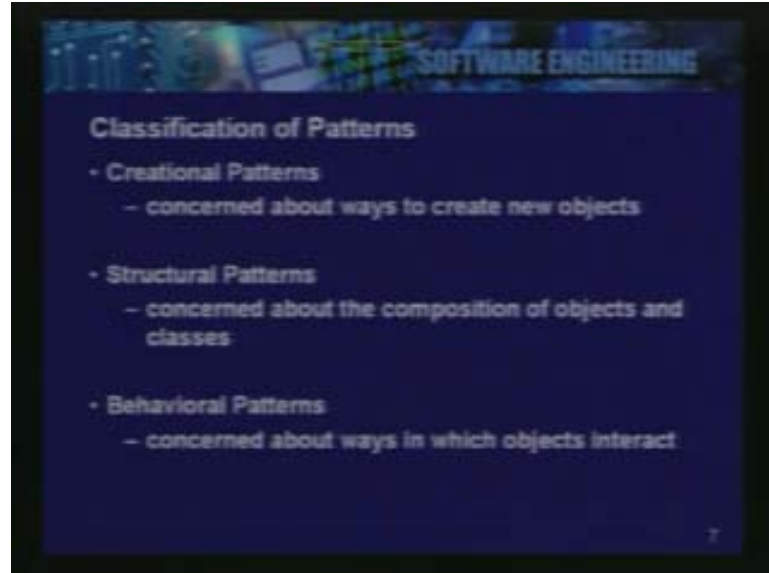 SOFTWARE ENGINEERING
Classification of Patterns
• Creational Patterns
– concerned about ways to create new objects
• Structural Patterns
– concerned about the composition of objects and
classes
• Behavioral Patterns
– concerned about ways in which objects interact
7